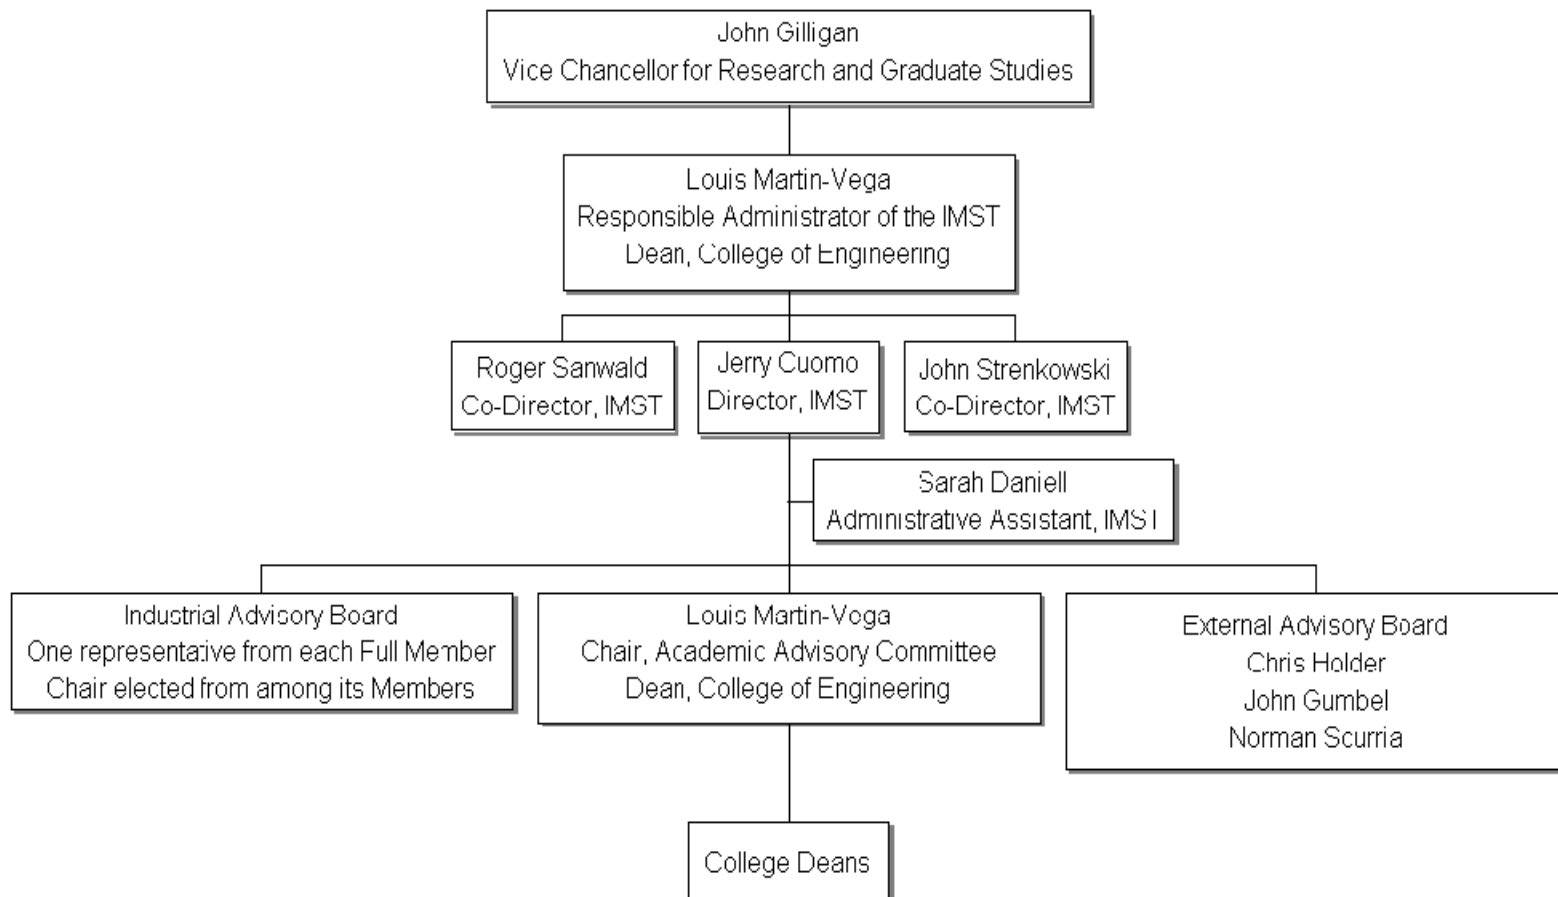 John Gilligan
Vice Chancellor for Research and Graduate Studies
Louis Martin-Vega
Responsible Administrator of the IMST
Dean, College of Engineering
Roger Sanwald
Co-Director, IMST
Jerry Cuomo
Director, IMST
John Strenkowski
Co-Director, IMST
Sarah Daniell
Administrative Assistant, IMST
Industrial Advisory Board
One representative from each Full Member
Chair elected from among its Members
Louis Martin-Vega
Chair, Academic Advisory Committee
Dean, College of Engineering
External Advisory Board
Chris Holder
John Gumbel
Norman Scurria
College Deans